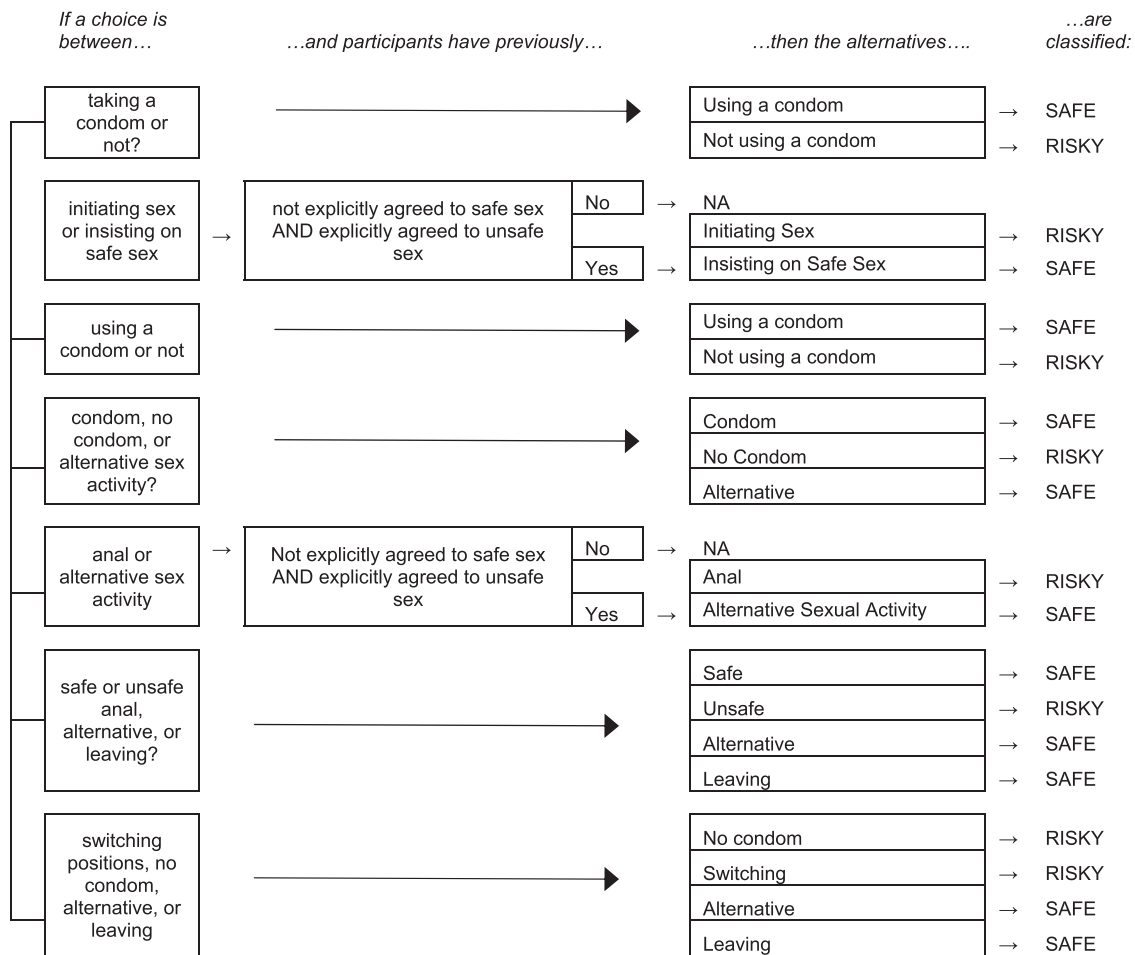 If a choice is
between…
…and participants have previously…
…then the alternatives….
…are
classified:
taking a
condom or
not?
Using a condom
→ SAFE
Not using a condom
→ RISKY
initiating sex
or insisting on
safe sex
→
not explicitly agreed to safe sex
AND explicitly agreed to unsafe
sex
No → NA
Initiating Sex
→ RISKY
Yes → Insisting on Safe Sex
→ SAFE
using a
condom or not
Using a condom
→ SAFE
Not using a condom
→ RISKY
condom, no
condom, or
alternative sex
activity?
Condom
→ SAFE
No Condom
→ RISKY
Alternative
→ SAFE
anal or
alternative sex
activity
→
Not explicitly agreed to safe sex
AND explicitly agreed to unsafe
sex
No → NA
Anal
→ RISKY
Yes → Alternative Sexual Activity
→ SAFE
safe or unsafe
anal,
alternative, or
leaving?
Safe
→ SAFE
Unsafe
→ RISKY
Alternative
→ SAFE
Leaving
→ SAFE
switching
positions, no
condom,
alternative, or
leaving
No condom
→ RISKY
Switching
→ RISKY
Alternative
→ SAFE
Leaving
→ SAFE